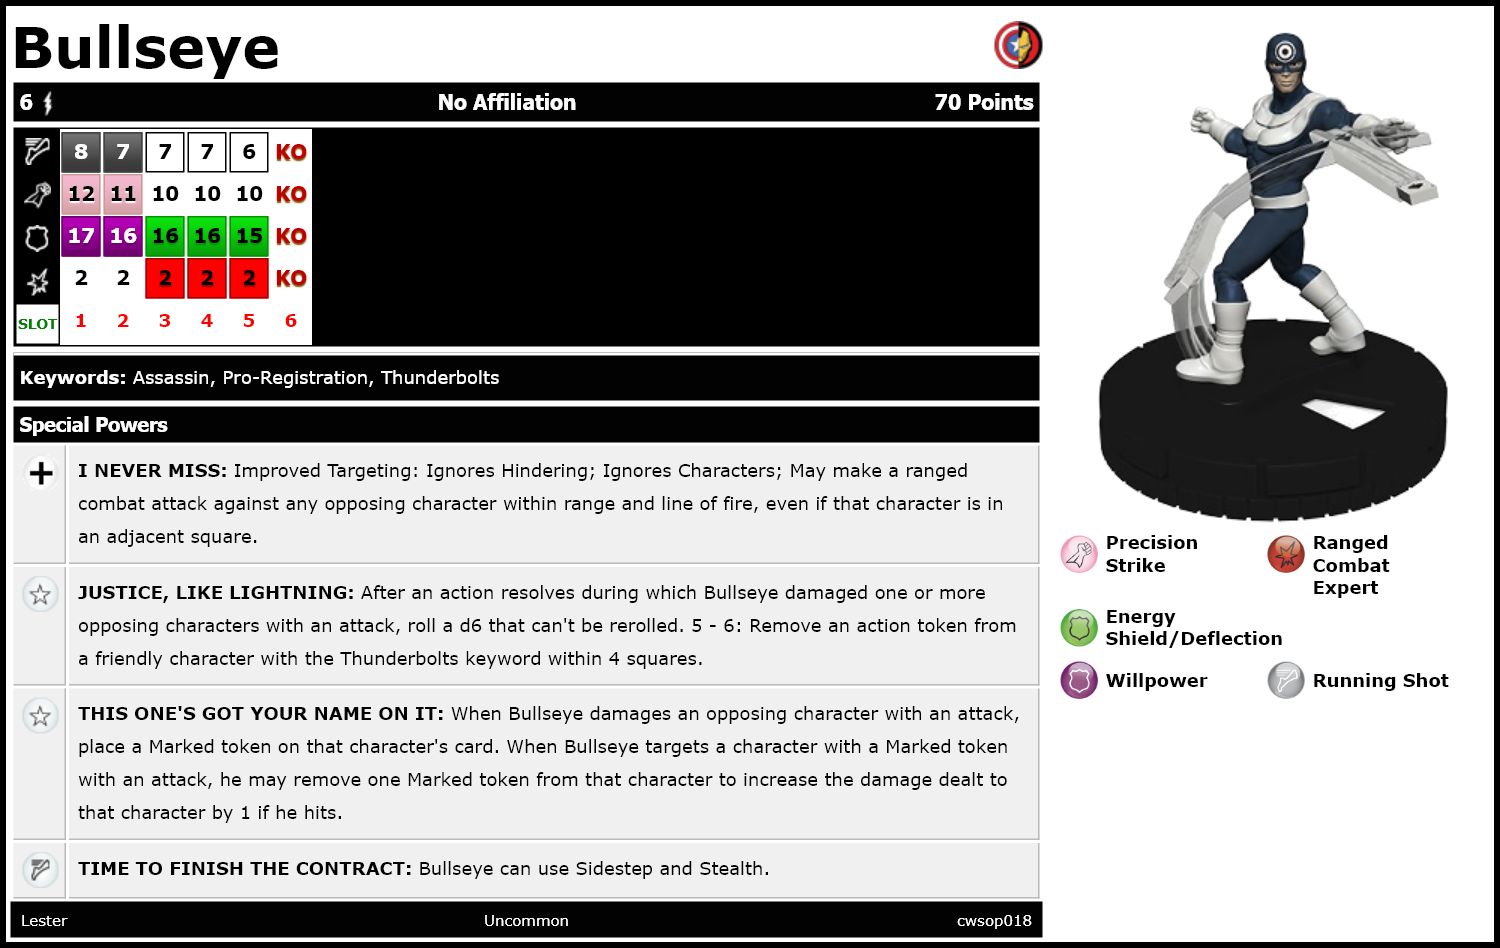 Bullseye
6 No Affiliation 70 Points
8 7 7 7 6 KO
12 11 10 10 10 KO
17 16 16 16 15 KO
2 2 2 2 2 KO
SLOT 1 2 3 4 5 6
Keywords: Assassin, Pro-Registration, Thunderbolts
Special Powers
I NEVER MISS: Improved Targeting: Ignores Hindering; Ignores Characters; May make a ranged
combat attack against any opposing character within range and line of fire, even if that character is in
an adjacent square.
JUSTICE, LIKE LIGHTNING: After an action resolves during which Bullseye damaged one or more
opposing characters with an attack, roll a d6 that can't be rerolled. 5 - 6: Remove an action token from
a friendly character with the Thunderbolts keyword within 4 squares.
THIS ONE'S GOT YOUR NAME ON IT: When Bullseye damages an opposing character with an attack,
place a Marked token on that character's card. When Bullseye targets a character with a Marked token
with an attack, he may remove one Marked token from that character to increase the damage dealt to
that character by 1 if he hits.
TIME TO FINISH THE CONTRACT: Bullseye can use Sidestep and Stealth.
Lester Uncommon cwsop018
Precision
Strike
Ranged
Combat
Expert
Energy
Shield/Deflection
Willpower
Running Shot